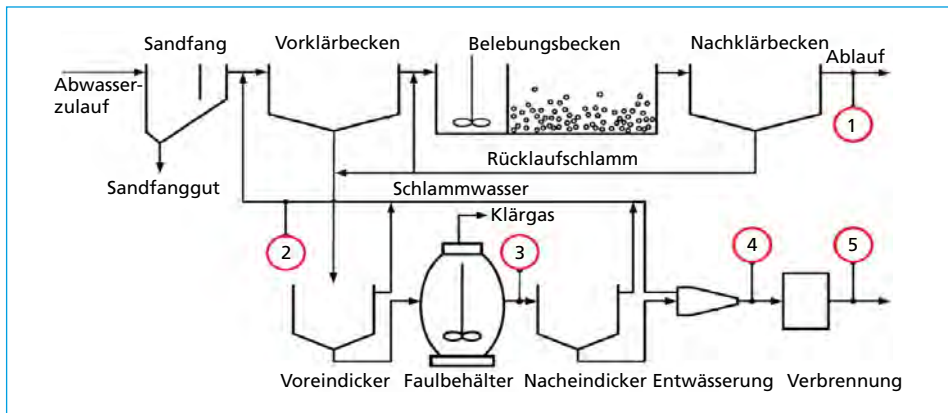 Sandfang
Vorklärbecken
Belebungsbecken
Nachklärbecken
Ablauf
Abwasser-
zulauf
1
Rücklaufschlamm
Sandfanggut
Schlammwasser
Klärgas
2
3
4
5
Voreindicker
Faulbehälter
Nacheindicker
Entwässerung
Verbrennung